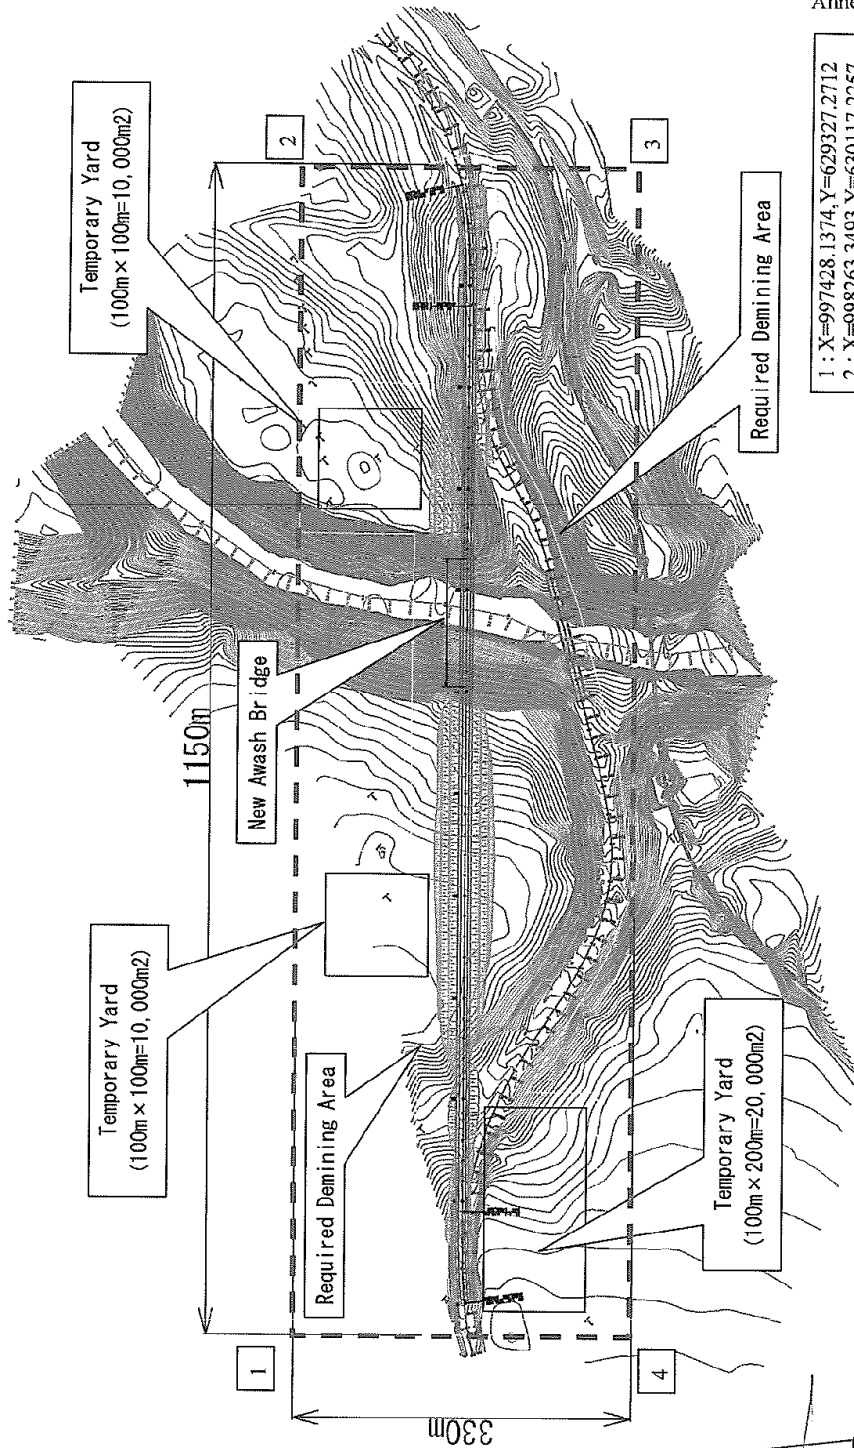 Anne
1 : X=997428.1374, Y=629327.2712
Temporary Yard
(100m×100m=10,000m2)
2
3
Required Demining Area
New Awash Bridge
1150m
Temporary Yard
(100m×100m=10,000m2)
Required Demining Area
Temporary Yard
(100m×200m=20,000m2)
1
4
330m